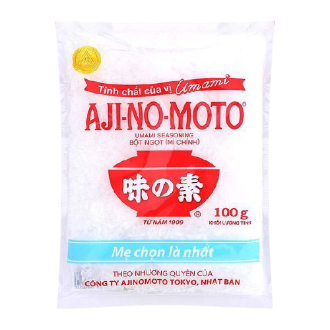 Tinh chất của vị Umami
AJI-NO-MOTO®
UMAMI SEASONING
BỘT NGỌT (MÌ CHÍNH)
味の素
®
TỪ NĂM 1909
100 g
KHỐI LƯỢNG TỊNH
Mẹ chọn là nhất
THEO NHƯỢNG QUYỀN CỦA
CÔNG TY AJINOMOTO TOKYO, NHẬT BẢN